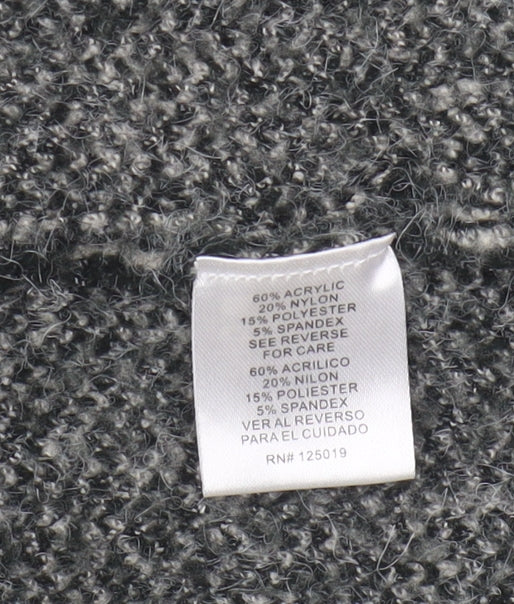 60% ACRYLIC
20% NYLON
15% POLYESTER
5% SPANDEX
SEE REVERSE
FOR CARE
60% ACRILICO
20% NILON
15% POLIESTER
5% SPANDEX
VER AL REVERSO
PARA EL CUIDADO
RN# 125019